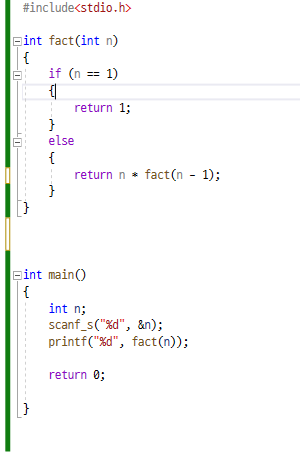 #include<stdio.h>
int fact(int n)
{
if (n == 1)
{
return 1;
}
else
{
return n * fact(n - 1);
}
}
int main()
{
int n;
scanf_s("%d", &n);
printf("%d", fact(n));
return 0;
}